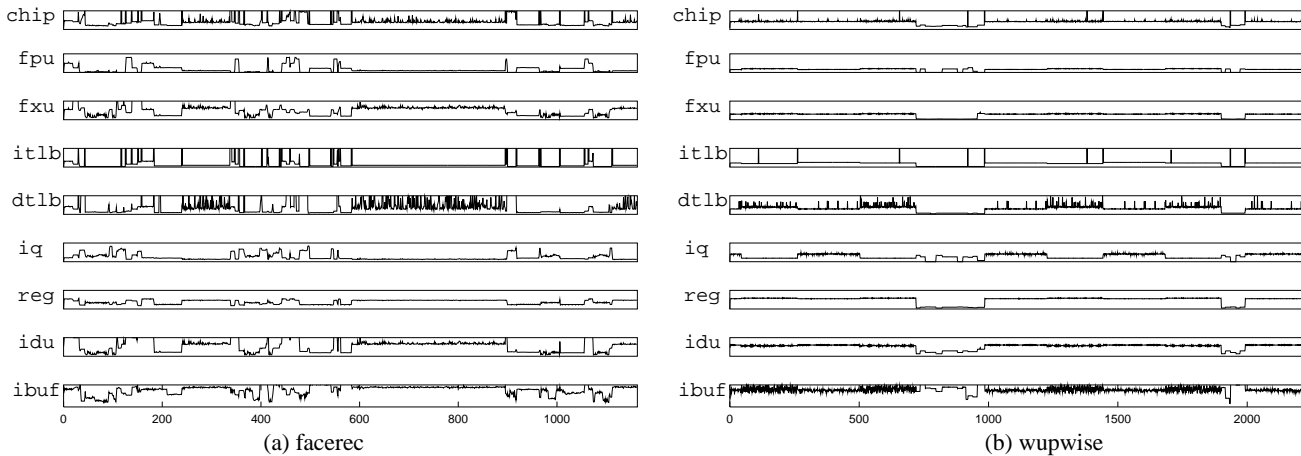 chip
fpu
fxu
itlb
dtlb
iq
reg
idu
ibuf
0 200 400 600 800 1000
(a) facerec
chip
fpu
fxu
itlb
dtlb
iq
reg
idu
ibuf
0 500 1000 1500 2000
(b) wupwise